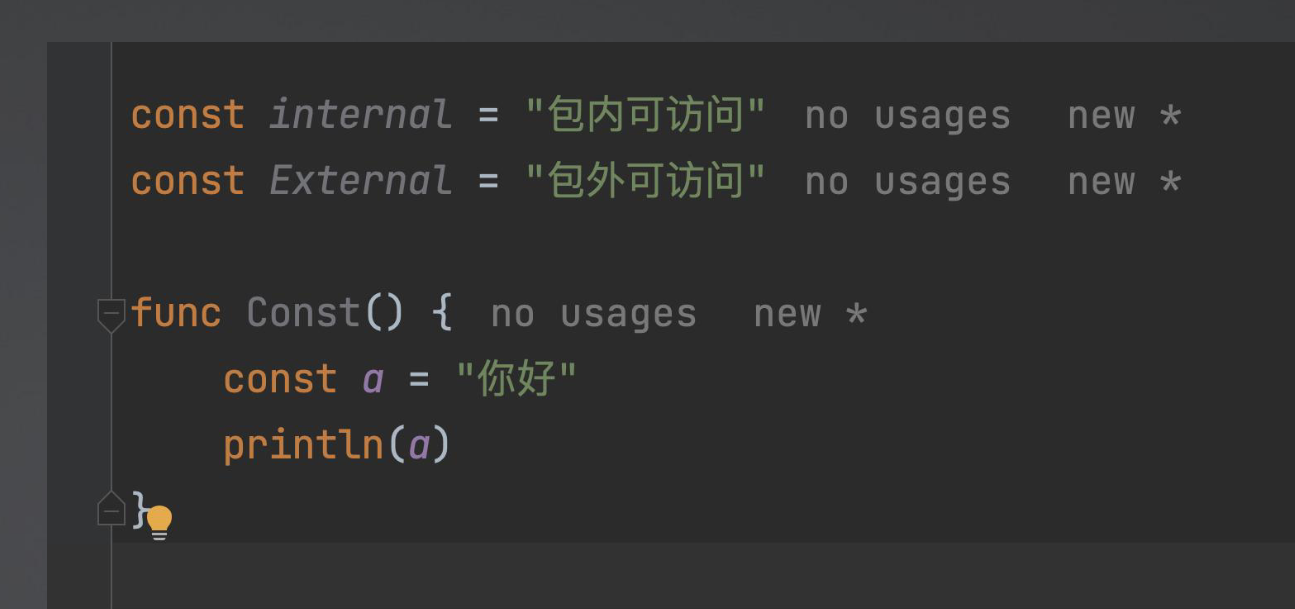 const internal = "包内可访问" no usages new *
const External = "包外可访问" no usages new *
func Const() { no usages new *
const a = "你好"
println(a)
}